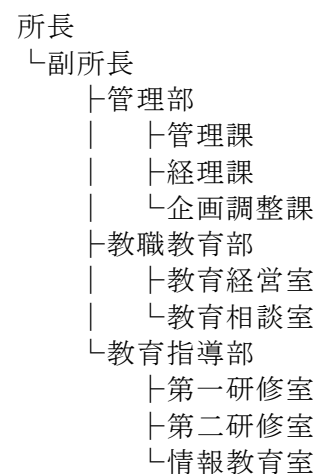 所長
└副所長
├管理部
│ ├管理課
│ ├経理課
│ └企画調整課
├教職教育部
│ ├教育経営室
│ └教育相談室
└教育指導部
├第一研修室
├第二研修室
└情報教育室